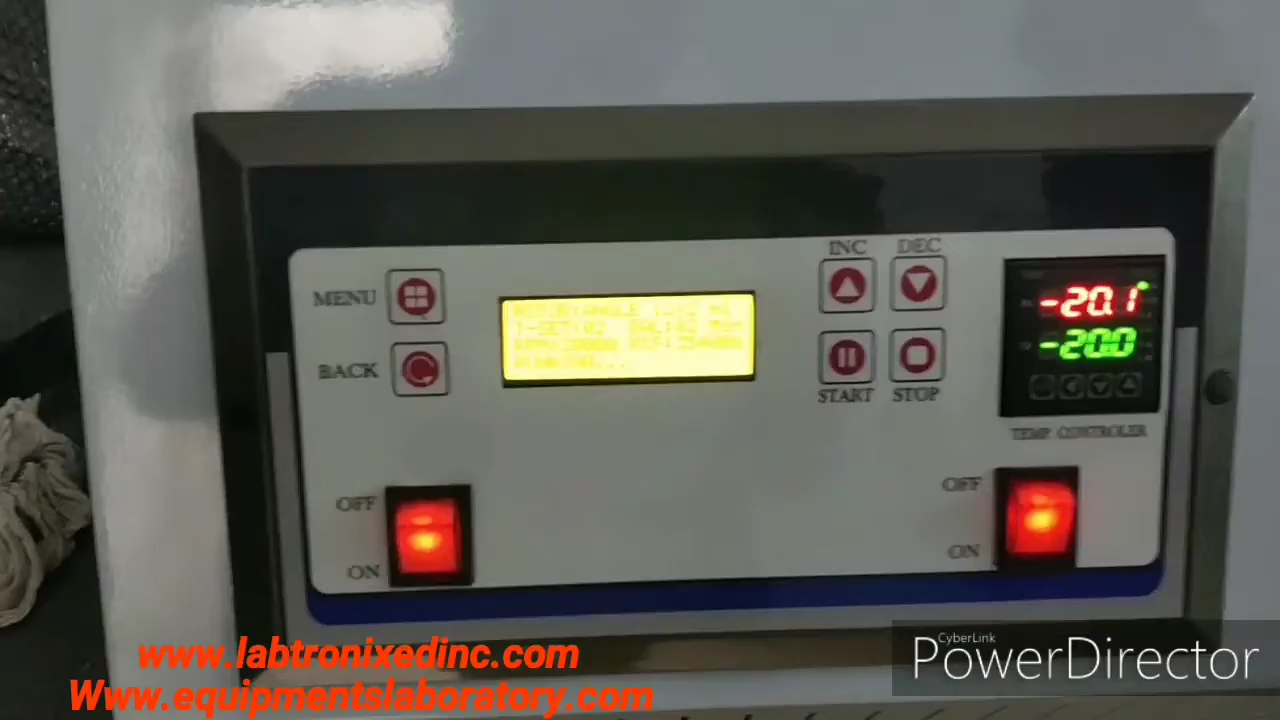 INC DEC
MENU
-20.1
-20.0
BACK
START STOP
TEMP CONTROLER
OFF
ON
OFF
ON
www.labtronixedinc.com
Www.equipmentslaboratory.com
CyberLink
PowerDirector